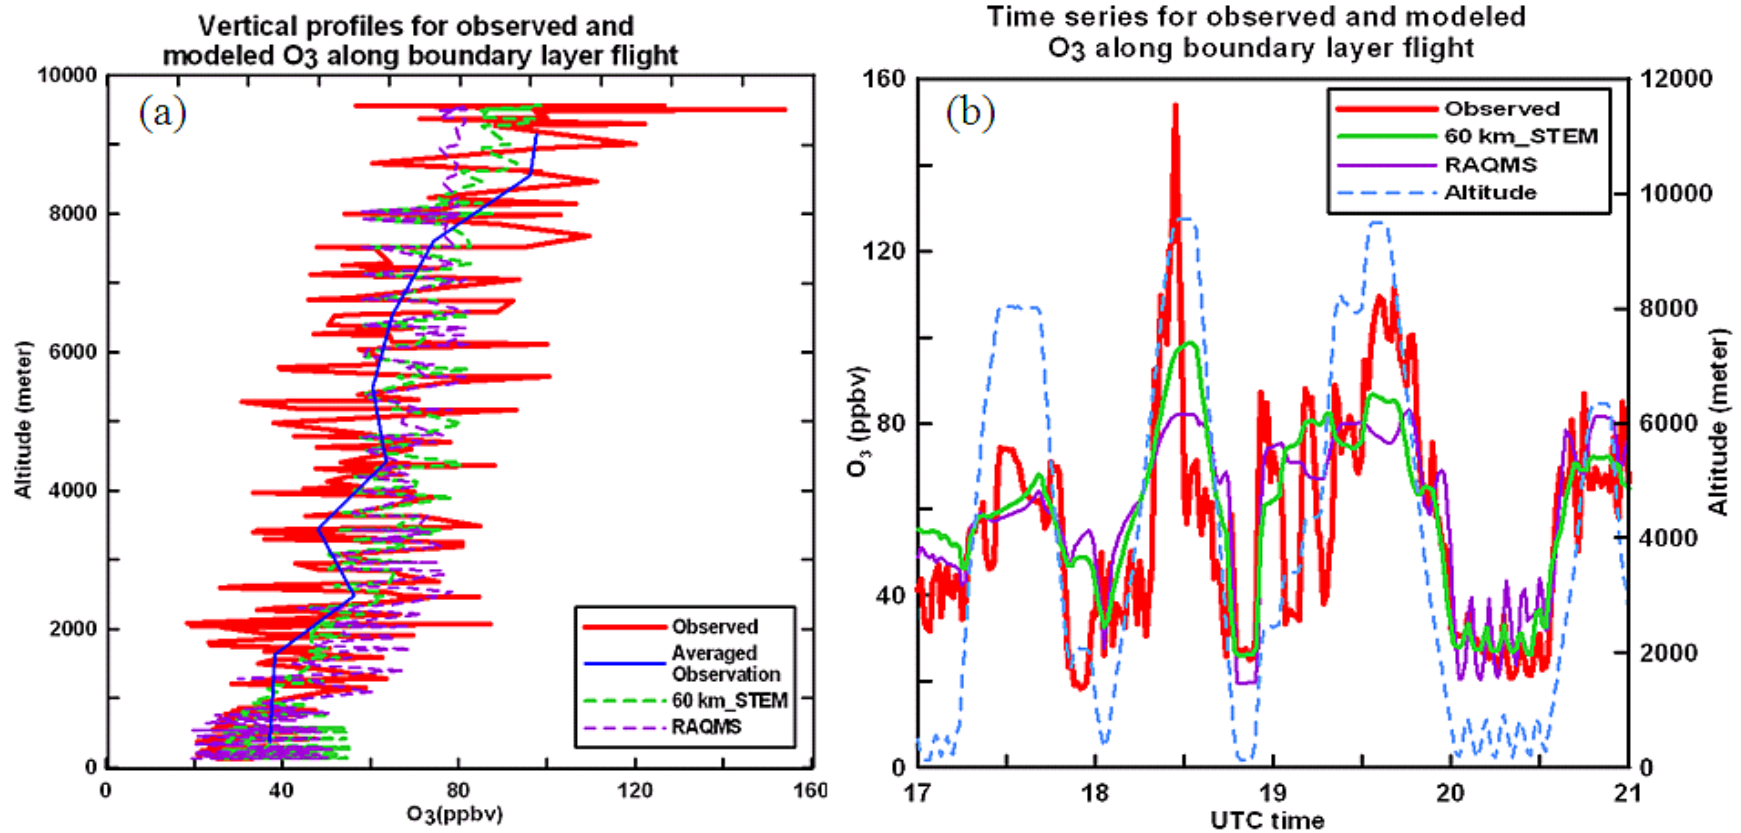 Vertical profiles for observed and
modeled O3 along boundary layer flight
(a)
10000
8000
6000
4000
2000
0
Altitude (meter)
0 40 80 120 160
O3(ppbv)
Observed
Averaged
Observation
60 km_STEM
RAQMS
Time series for observed and modeled
O3 along boundary layer flight
(b)
160
120
80
40
0
O3 (ppbv)
Observed
60 km_STEM
RAQMS
Altitude
12000
10000
8000
6000
4000
2000
0
Altitude (meter)
17 18 19 20 21
UTC time